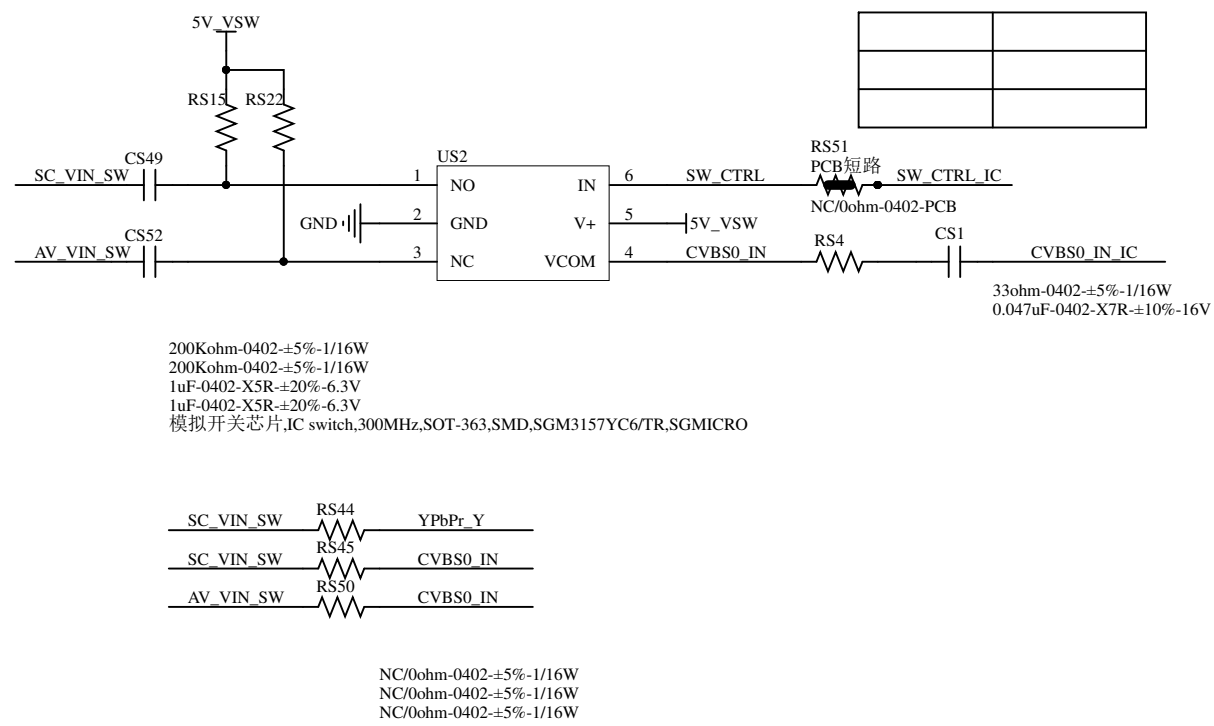 5V_VSW
RS15
RS22
CS49
SC_VIN_SW
CS52
AV_VIN_SW
US2
1
NO
IN
6
SW_CTRL
GND
2
GND
V+
5
5V_VSW
3
NC
VCOM
4
CVBS0_IN
RS51
PCB短路
SW_CTRL_IC
NC/0ohm-0402-PCB
RS4
CS1
CVBS0_IN_IC
33ohm-0402-±5%-1/16W
0.047uF-0402-X7R-±10%-16V
200Kohm-0402-±5%-1/16W
200Kohm-0402-±5%-1/16W
1uF-0402-X5R-±20%-6.3V
1uF-0402-X5R-±20%-6.3V
模拟开关芯片,IC switch,300MHz,SOT-363,SMD,SGM3157YC6/TR,SGMICRO
SC_VIN_SW
RS44
YPbPr_Y
SC_VIN_SW
RS45
CVBS0_IN
AV_VIN_SW
RS50
CVBS0_IN
NC/0ohm-0402-±5%-1/16W
NC/0ohm-0402-±5%-1/16W
NC/0ohm-0402-±5%-1/16W